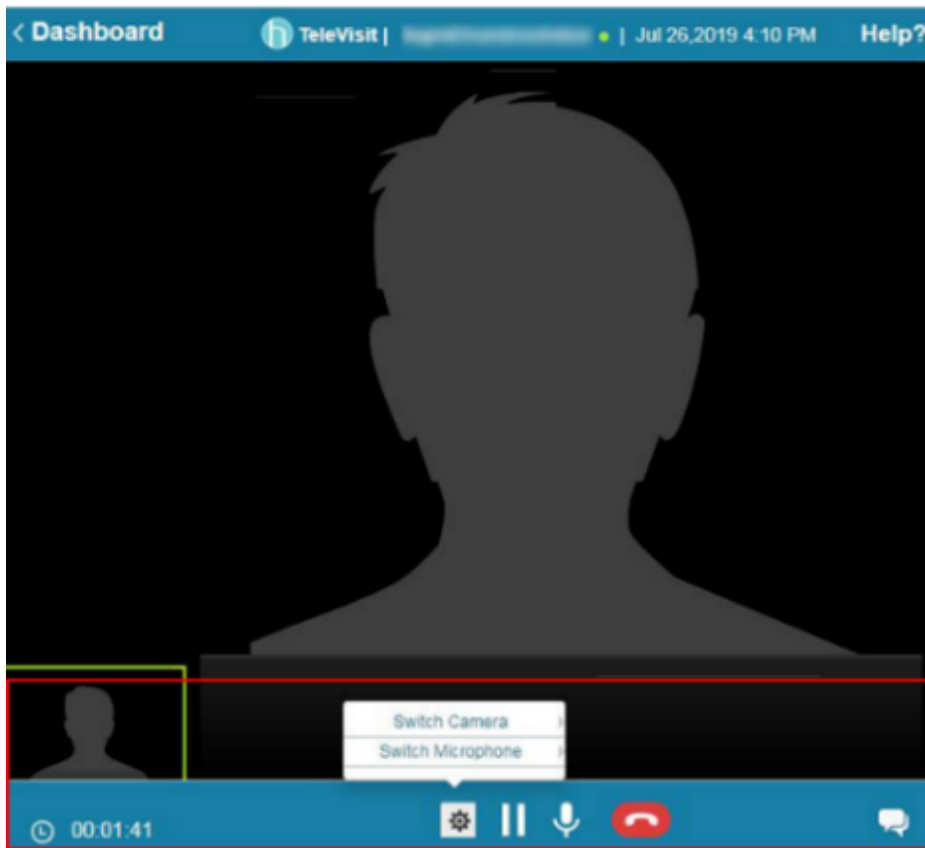 < Dashboard
h TeleVisit | | Jul 26,2019 4:10 PM
Help?
Switch Camera
Switch Microphone
00:01:41